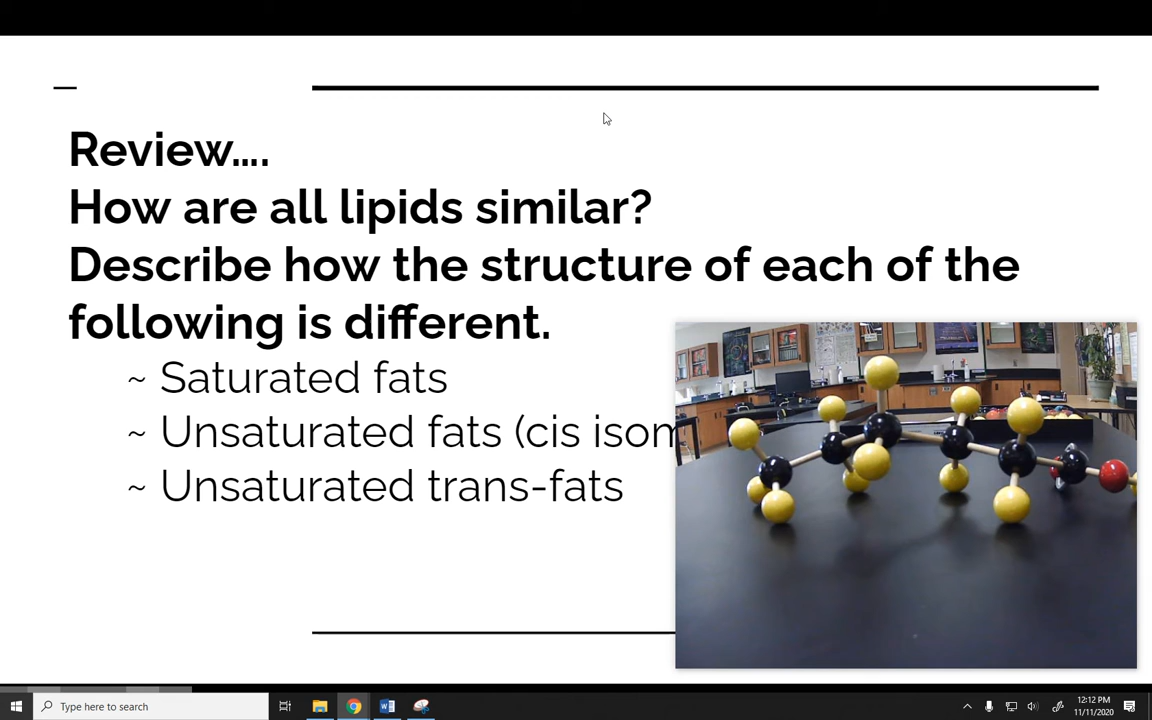 Review....
How are all lipids similar?
Describe how the structure of each of the
following is different.
~ Saturated fats
~ Unsaturated fats (cis isom
~ Unsaturated trans-fats
Type here to search
12:12 PM
11/11/2020